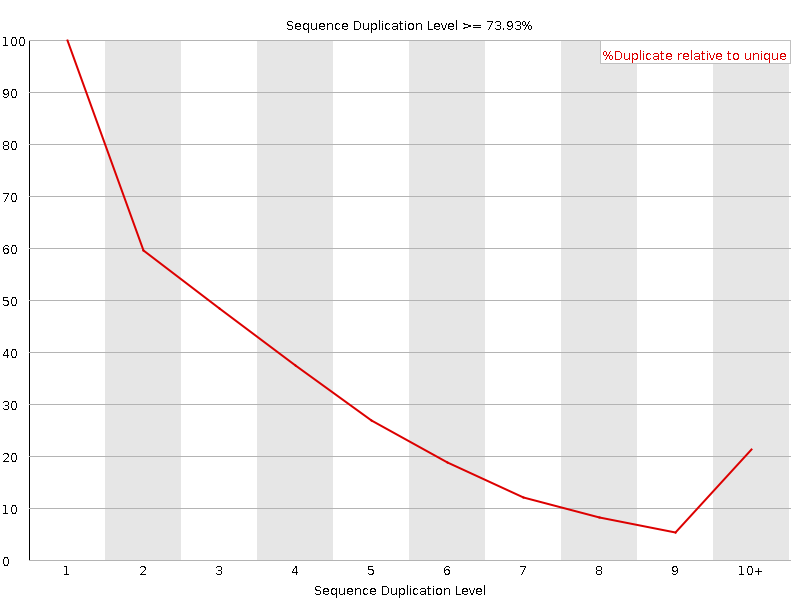 Sequence Duplication Level >= 73.93%
%Duplicate relative to unique
100
90
80
70
60
50
40
30
20
10
0
1 2 3 4 5 6 7 8 9 10+
Sequence Duplication Level